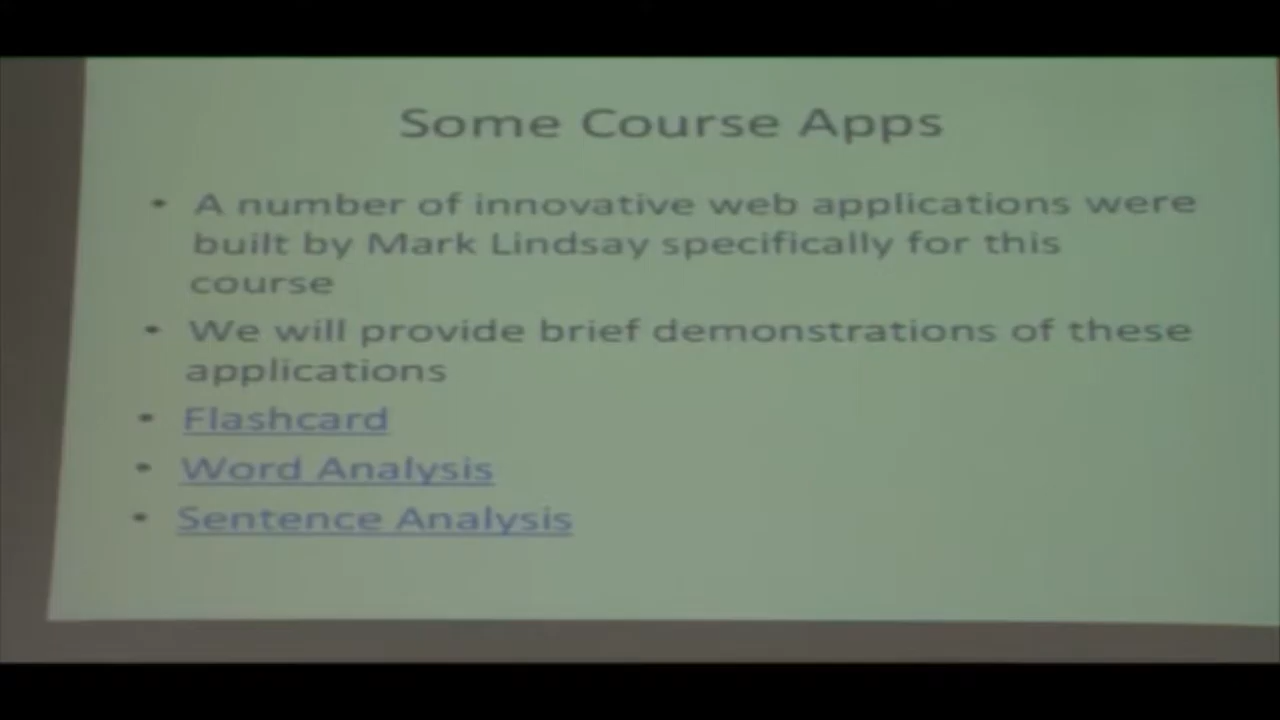 Some Course Apps
• A number of innovative web applications were
built by Mark Lindsay specifically for this
course
• We will provide brief demonstrations of these
applications
• Flashcard
• Word Analysis
• Sentence Analysis